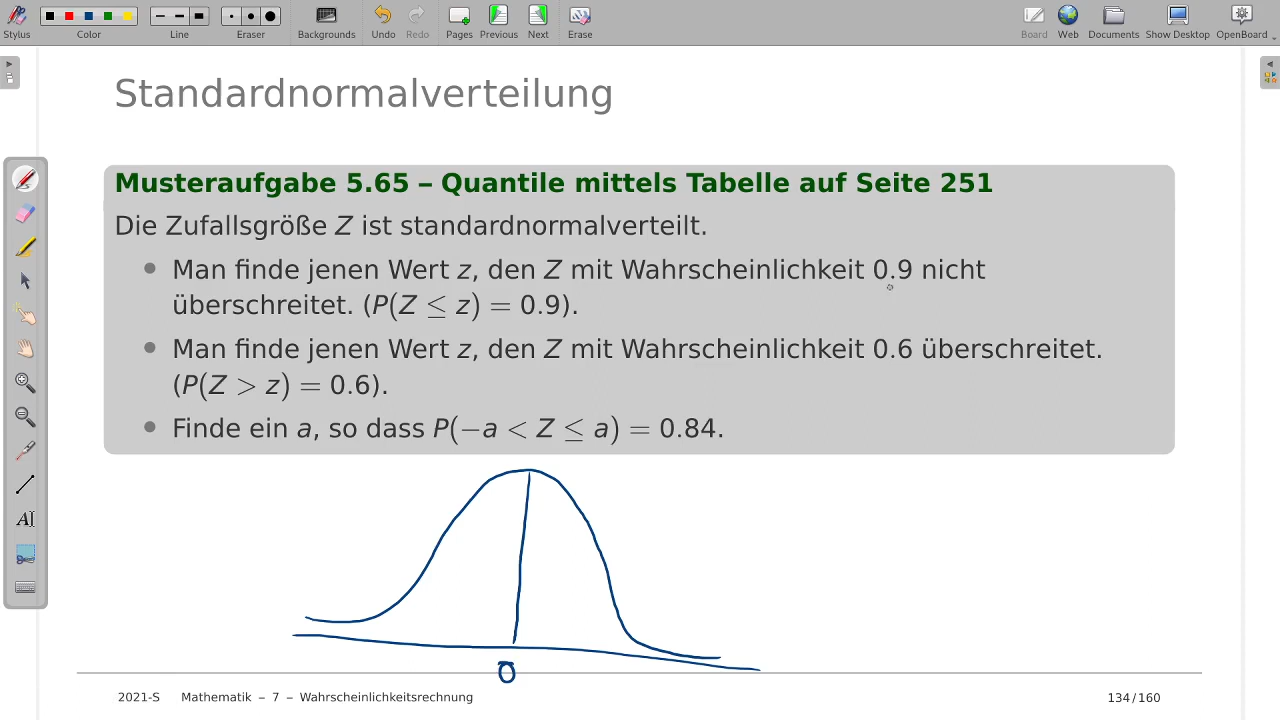 Stylus Color Line Eraser Backgrounds Undo Redo Pages Previous Next Erase Board Web Documents Show Desktop OpenBoard
Standardnormalverteilung
Musteraufgabe 5.65 – Quantile mittels Tabelle auf Seite 251
Die Zufallsgröße Z ist standardnormalverteilt.
• Man finde jenen Wert z, den Z mit Wahrscheinlichkeit 0.9 nicht
überschreitet. (P(Z ≤ z) = 0.9).
• Man finde jenen Wert z, den Z mit Wahrscheinlichkeit 0.6 überschreitet.
(P(Z > z) = 0.6).
• Finde ein a, so dass P(−a < Z ≤ a) = 0.84.
0
2021-S Mathematik – 7 – Wahrscheinlichkeitsrechnung 134/160